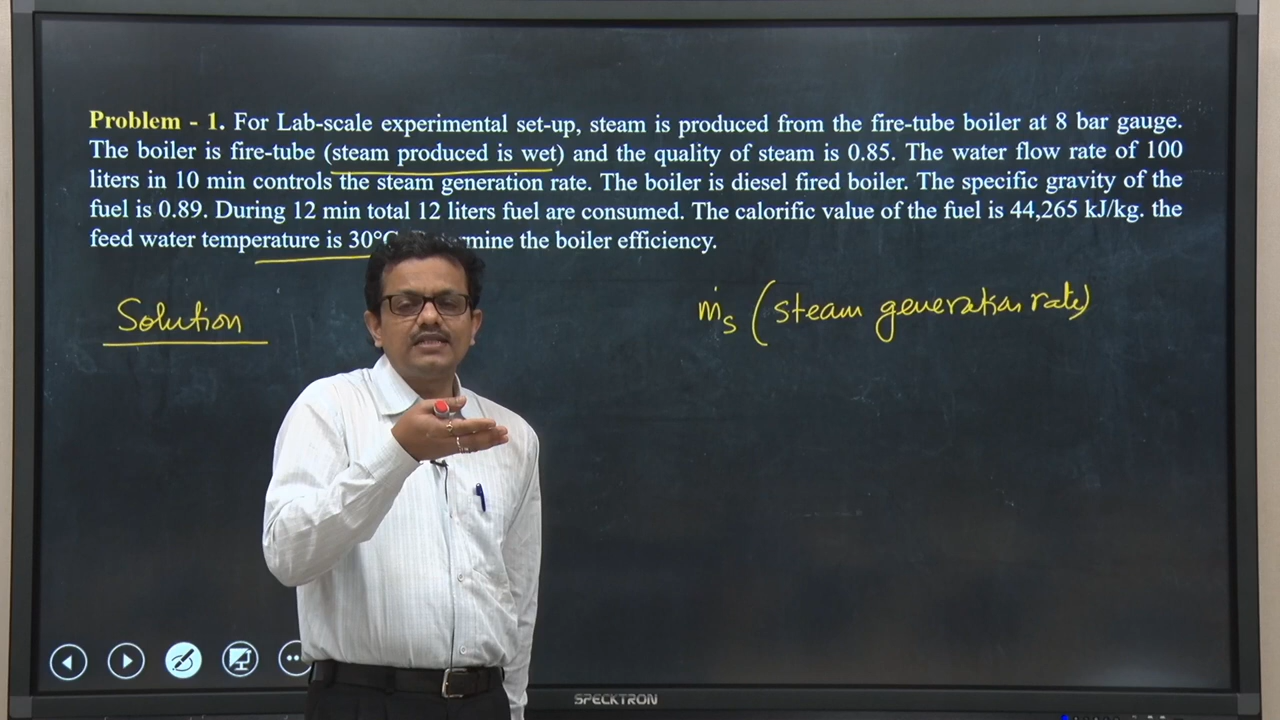 Problem - 1. For Lab-scale experimental set-up, steam is produced from the fire-tube boiler at 8 bar gauge.
The boiler is fire-tube (steam produced is wet) and the quality of steam is 0.85. The water flow rate of 100
liters in 10 min controls the steam generation rate. The boiler is diesel fired boiler. The specific gravity of the
fuel is 0.89. During 12 min total 12 liters fuel are consumed. The calorific value of the fuel is 44,265 kJ/kg. the
feed water temperature is 30°C the boiler efficiency.
Solution
ṁs (steam generation rate)
SPECKTRON